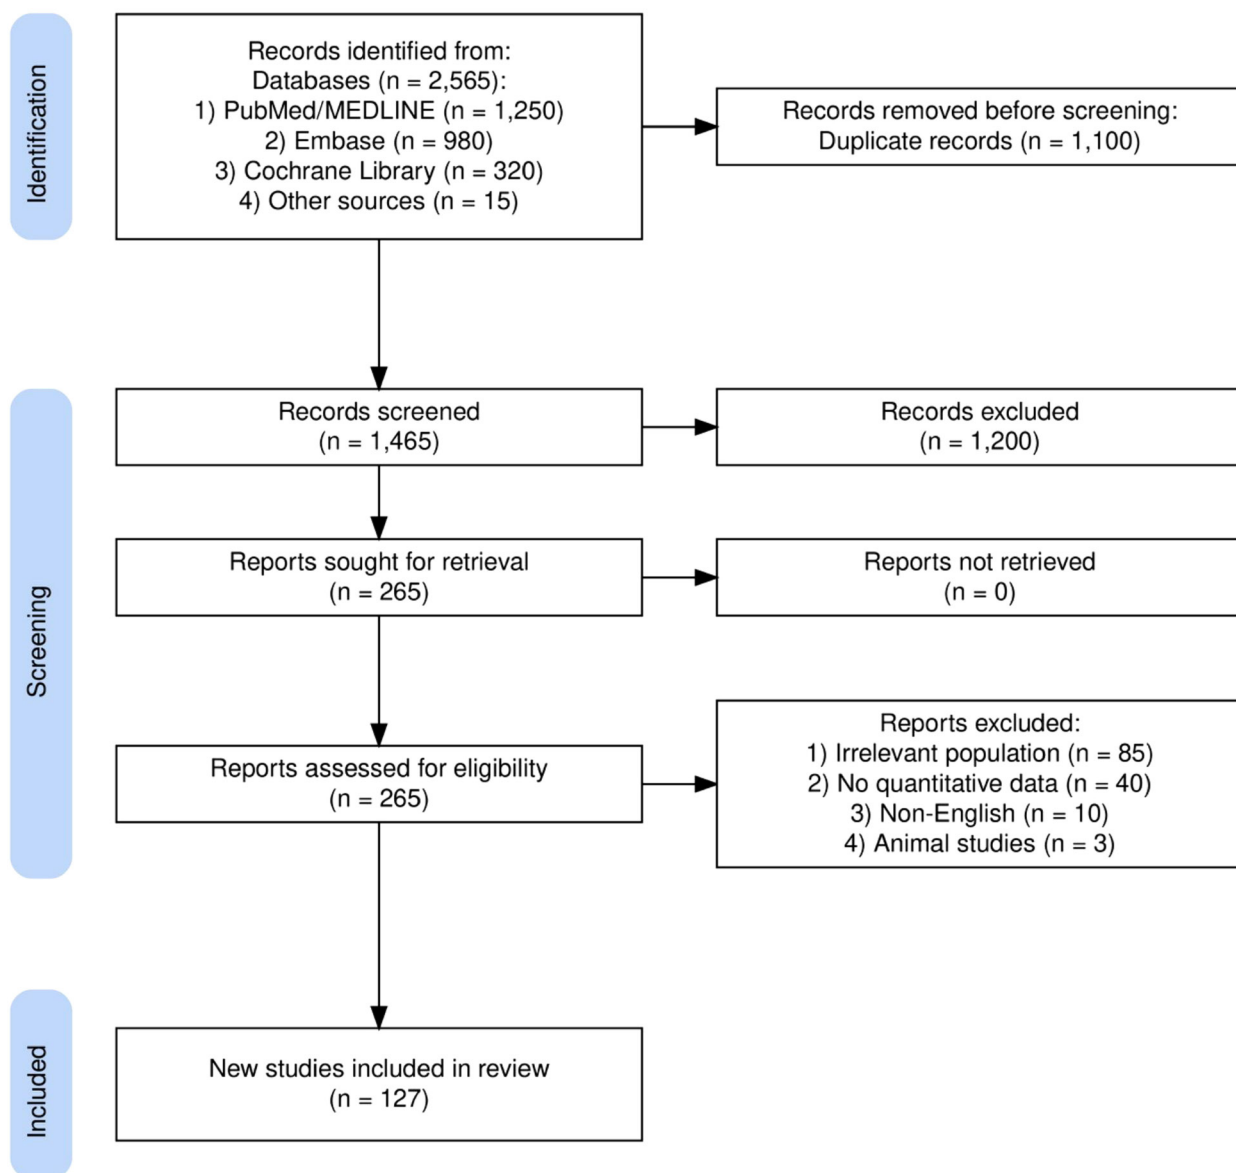 Identification
Records identified from:
Databases (n = 2,565):
1) PubMed/MEDLINE (n = 1,250)
2) Embase (n = 980)
3) Cochrane Library (n = 320)
4) Other sources (n = 15)
Records removed before screening:
Duplicate records (n = 1,100)
Screening
Records screened
(n = 1,465)
Records excluded
(n = 1,200)
Reports sought for retrieval
(n = 265)
Reports not retrieved
(n = 0)
Reports assessed for eligibility
(n = 265)
Reports excluded:
1) Irrelevant population (n = 85)
2) No quantitative data (n = 40)
3) Non-English (n = 10)
4) Animal studies (n = 3)
Included
New studies included in review
(n = 127)